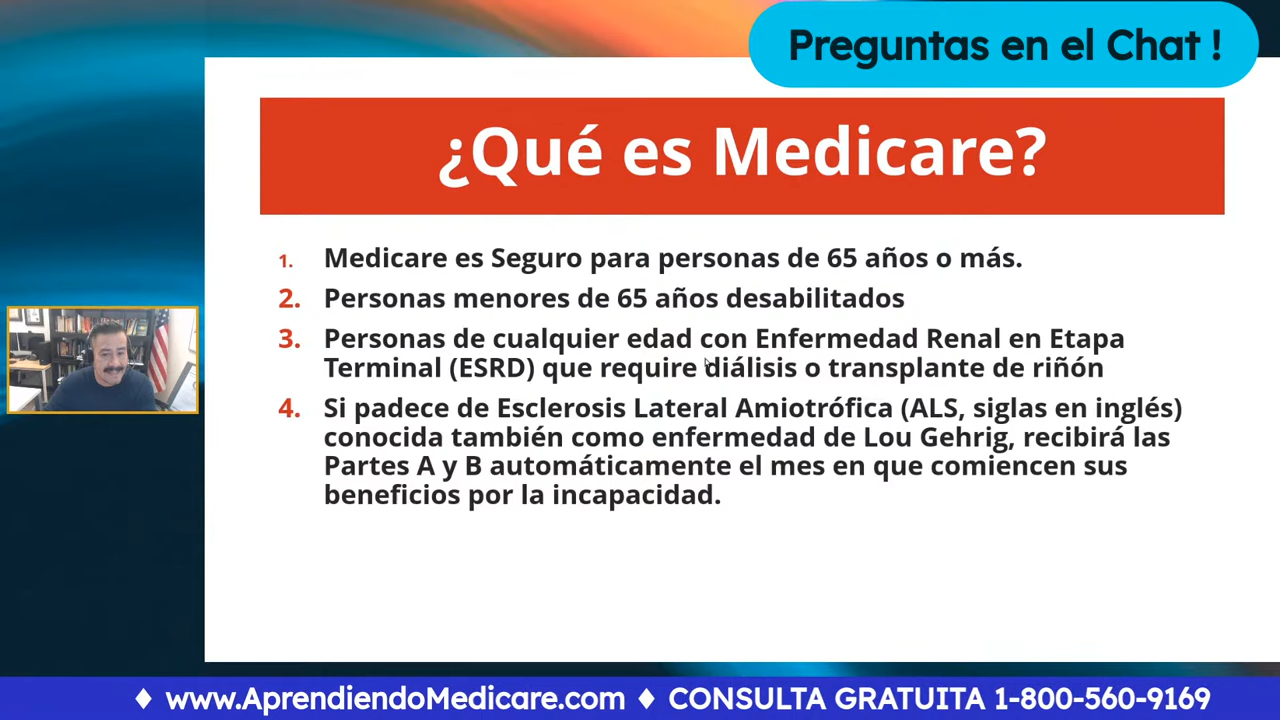 Preguntas en el Chat !
¿Qué es Medicare?
1. Medicare es Seguro para personas de 65 años o más.
2. Personas menores de 65 años desabilitados
3. Personas de cualquier edad con Enfermedad Renal en Etapa
Terminal (ESRD) que require diálisis o transplante de riñón
4. Si padece de Esclerosis Lateral Amiotrófica (ALS, siglas en inglés)
conocida también como enfermedad de Lou Gehrig, recibirá las
Partes A y B automáticamente el mes en que comiencen sus
beneficios por la incapacidad.
♦ www.AprendiendoMedicare.com ♦ CONSULTA GRATUITA 1-800-560-9169